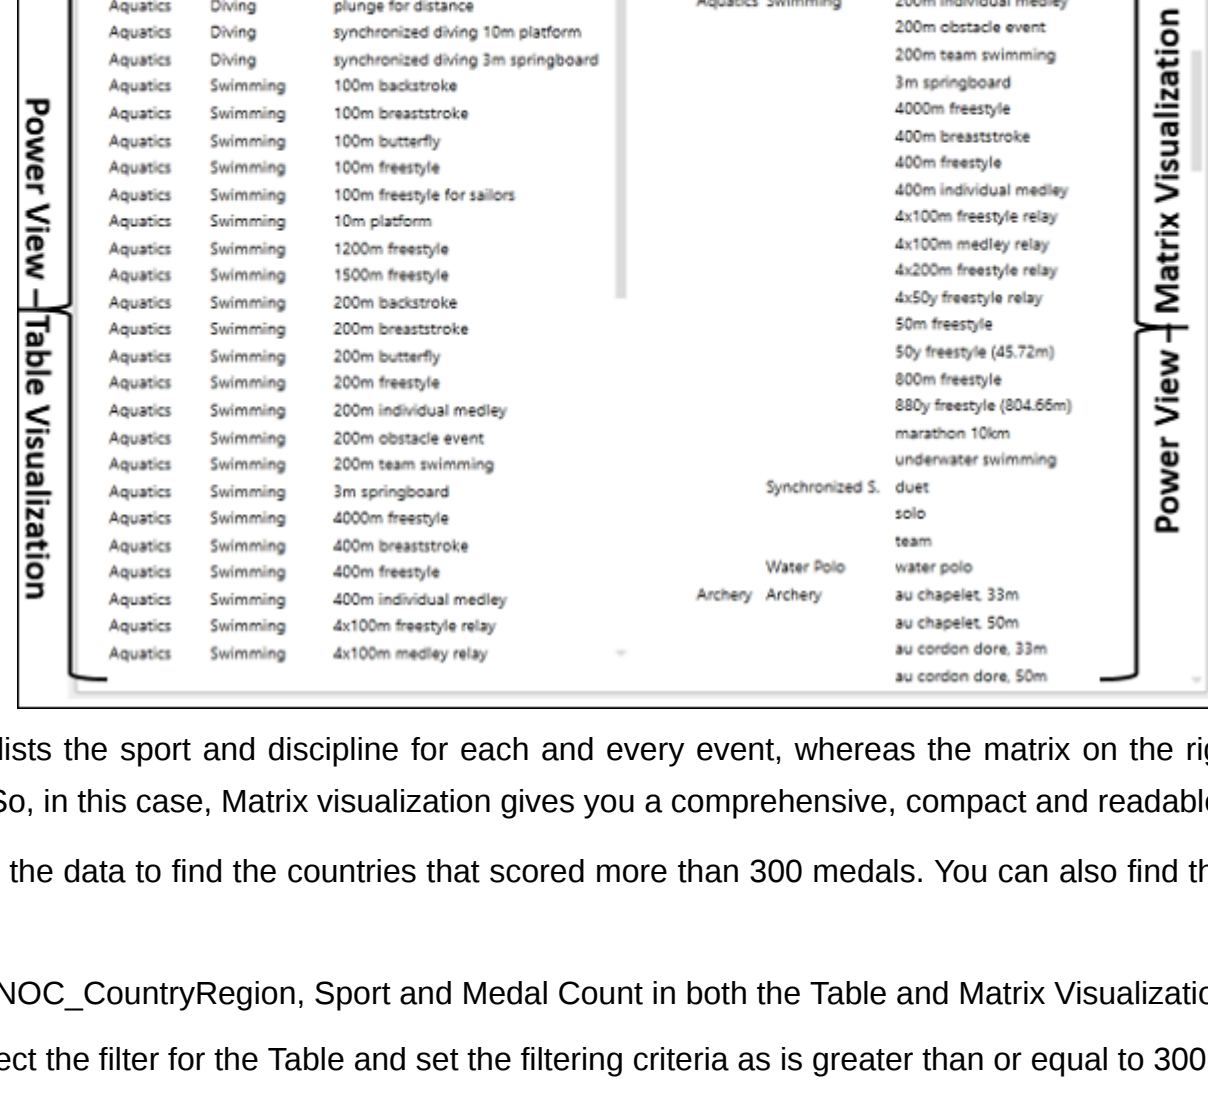 Power View – Table Visualization
Aquatics Diving plunge for distance
Aquatics Diving synchronized diving 10m platform
Aquatics Diving synchronized diving 3m springboard
Aquatics Swimming 100m backstroke
Aquatics Swimming 100m breaststroke
Aquatics Swimming 100m butterfly
Aquatics Swimming 100m freestyle
Aquatics Swimming 100m freestyle for sailors
Aquatics Swimming 10m platform
Aquatics Swimming 1200m freestyle
Aquatics Swimming 1500m freestyle
Aquatics Swimming 200m backstroke
Aquatics Swimming 200m breaststroke
Aquatics Swimming 200m butterfly
Aquatics Swimming 200m freestyle
Aquatics Swimming 200m individual medley
Aquatics Swimming 200m obstacle event
Aquatics Swimming 200m team swimming
Aquatics Swimming 3m springboard
Aquatics Swimming 4000m freestyle
Aquatics Swimming 400m breaststroke
Aquatics Swimming 400m freestyle
Aquatics Swimming 400m individual medley
Aquatics Swimming 4x100m freestyle relay
Aquatics Swimming 4x100m medley relay
Aquatics Swimming 200m individual medley
200m obstacle event
200m team swimming
3m springboard
4000m freestyle
400m breaststroke
400m freestyle
400m individual medley
4x100m freestyle relay
4x100m medley relay
4x200m freestyle relay
4x50y freestyle relay
50m freestyle
50y freestyle (45.72m)
800m freestyle
880y freestyle (804.66m)
marathon 10km
underwater swimming
Synchronized S. duet
solo
team
Water Polo water polo
Archery Archery au chapelet, 33m
au chapelet, 50m
au cordon dore, 33m
au cordon dore, 50m
Power View – Matrix Visualization
lists the sport and discipline for each and every event, whereas the matrix on the rig
So, in this case, Matrix visualization gives you a comprehensive, compact and readable
the data to find the countries that scored more than 300 medals. You can also find th
NOC_CountryRegion, Sport and Medal Count in both the Table and Matrix Visualizatio
ect the filter for the Table and set the filtering criteria as is greater than or equal to 300